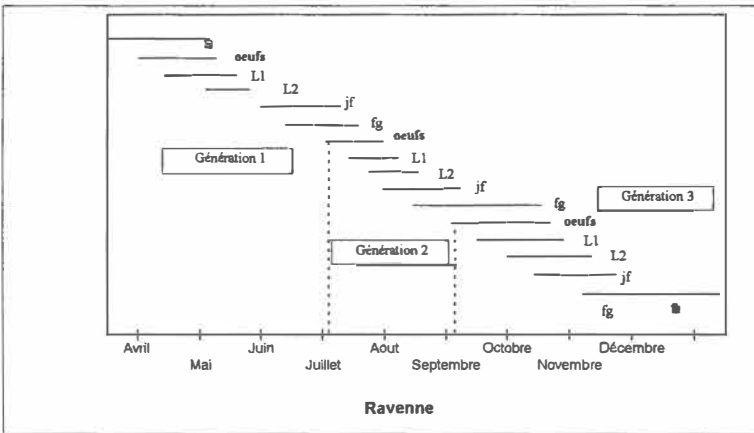 oeufs
L1
L2
jf
fg
oeufs
Génération 1
L1
L2
jf
Génération 3
fg
oeufs
L1
Génération 2
L2
jf
fg
Avril
Juin
Aout
Octobre
Décembre
Mai
Juillet
Septembre
Novembre
Ravenne